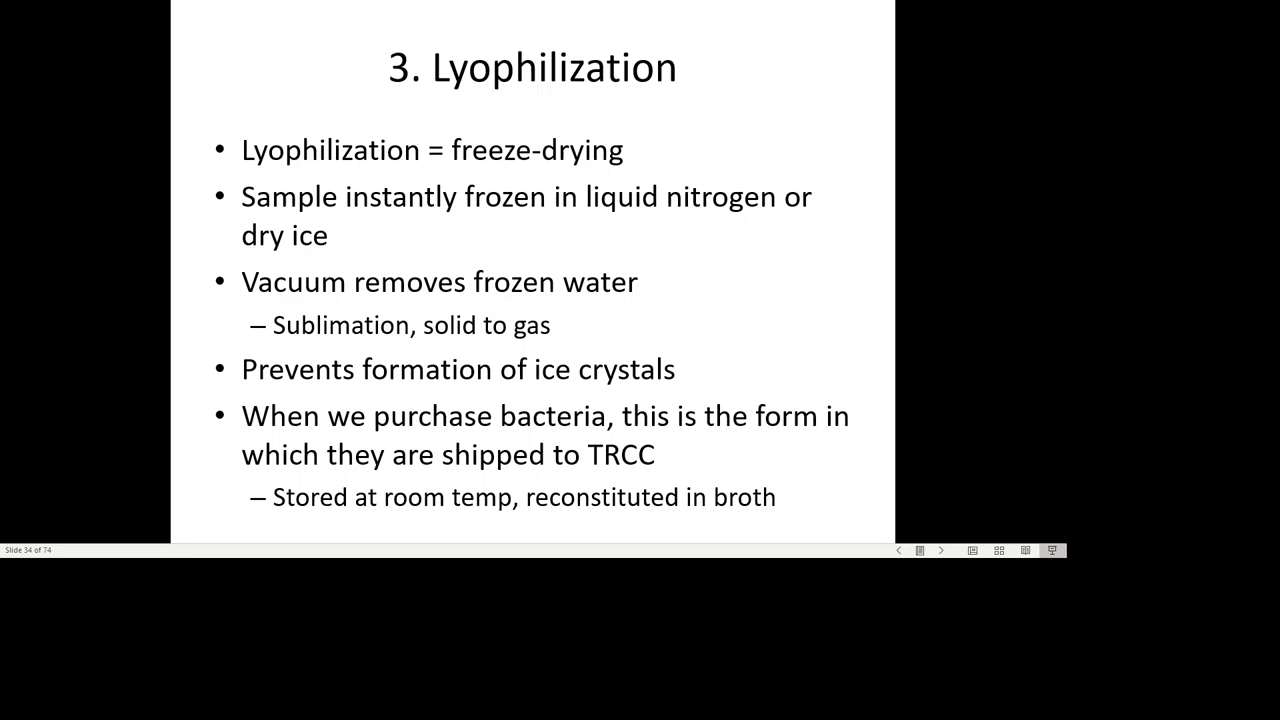 3. Lyophilization
• Lyophilization = freeze-drying
• Sample instantly frozen in liquid nitrogen or
dry ice
• Vacuum removes frozen water
– Sublimation, solid to gas
• Prevents formation of ice crystals
• When we purchase bacteria, this is the form in
which they are shipped to TRCC
– Stored at room temp, reconstituted in broth
Slide 34 of 74